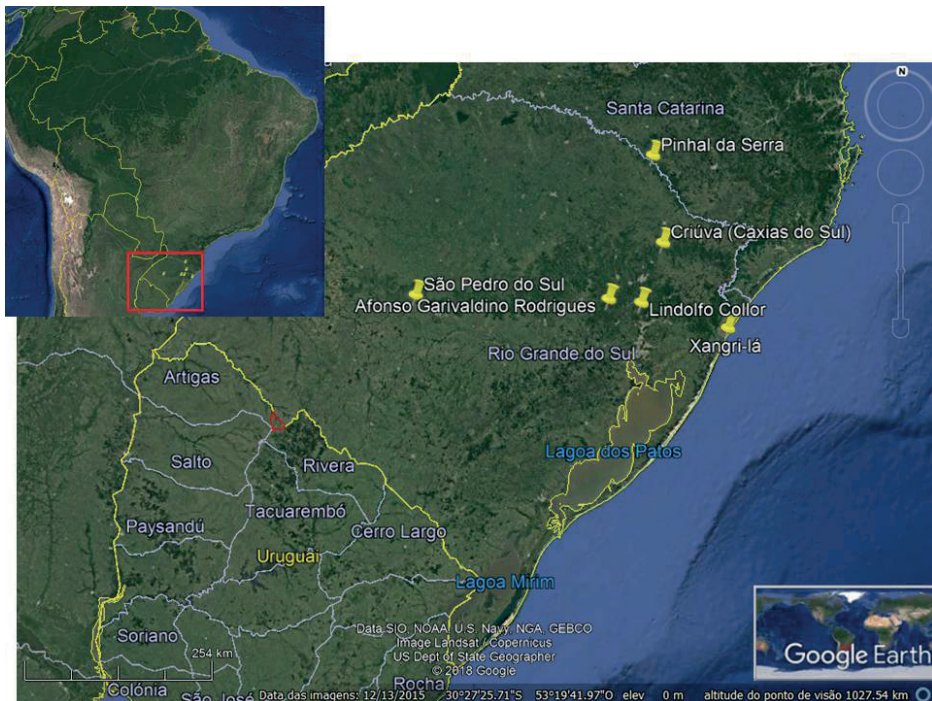 N
Santa Catarina
Pinhal da Serra
Criúva (Caxias do Sul)
São Pedro do Sul
Afonso Garivaldino Rodrigues
Lindolfo Collor
Xangri-lá
Rio Grande do Sul
Artigas
Lagoa dos Patos
Salto
Rivera
Tacuarembó
Paysandú
Cerro Largo
Uruguai
Lagoa Mirim
Soriano
Data SIO, NOAA, U.S. Navy, NGA, GEBCO
Image Landsat / Copernicus
US Dept of State Geographer
© 2018 Google
254 km
Google Earth
Colônia
São José
Rocha
Data das imagens: 12/13/2015 30°27'25.71"S 53°19'41.97"O elev 0 m altitude do ponto de visão 1027.54 km